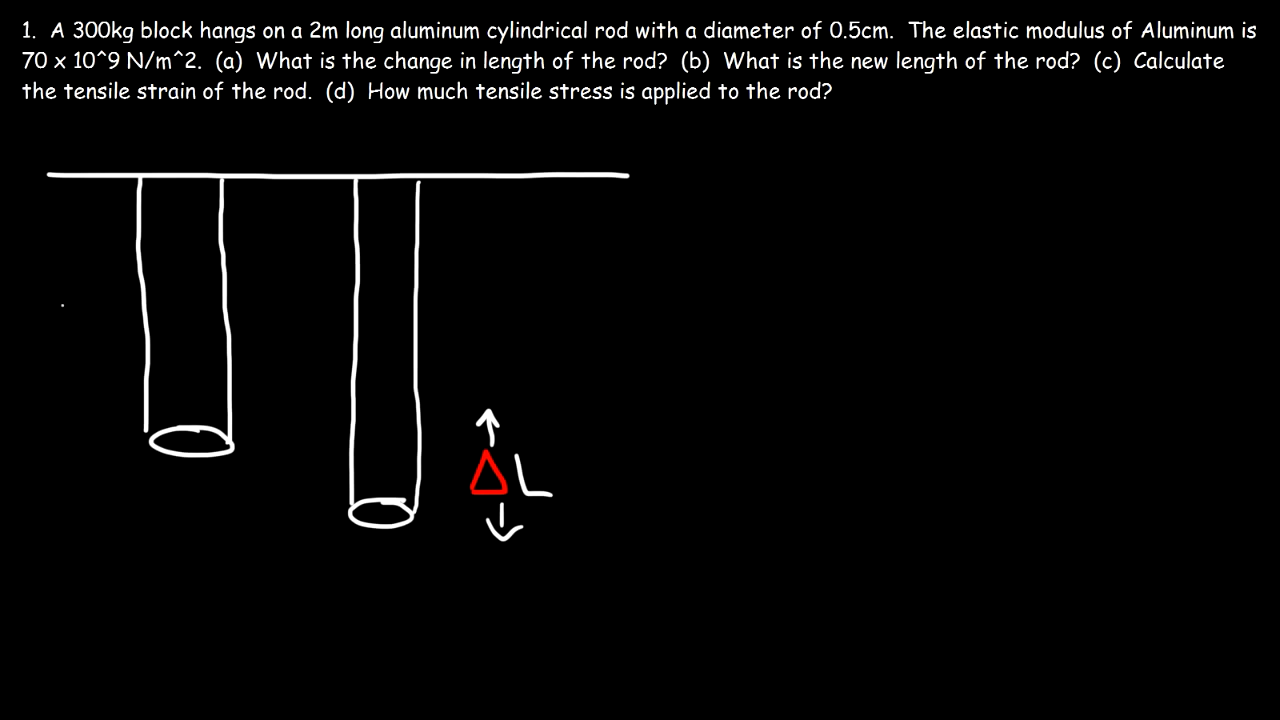 1.  A 300kg block hangs on a 2m long aluminum cylindrical rod with a diameter of 0.5cm.  The elastic modulus of Aluminum is
70 x 10^9 N/m^2.  (a)  What is the change in length of the rod?  (b)  What is the new length of the rod?  (c)  Calculate
the tensile strain of the rod.  (d)  How much tensile stress is applied to the rod?
ΔL